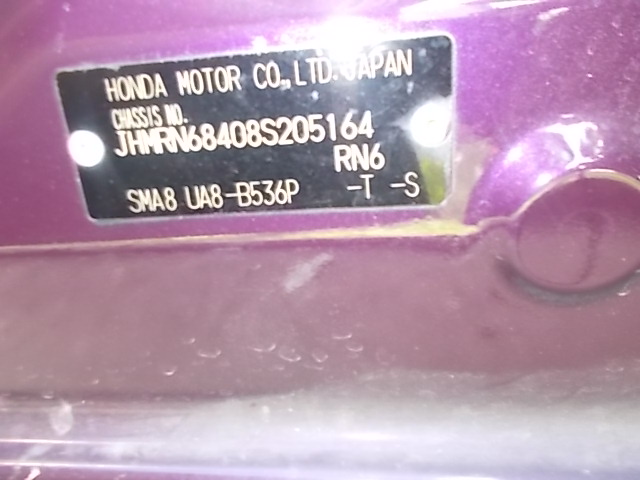 HONDA MOTOR CO.,LTD. JAPAN
CHASSIS NO.
JHMRN68408S205164
RN6
SMA8 UA8-B536P -T -S